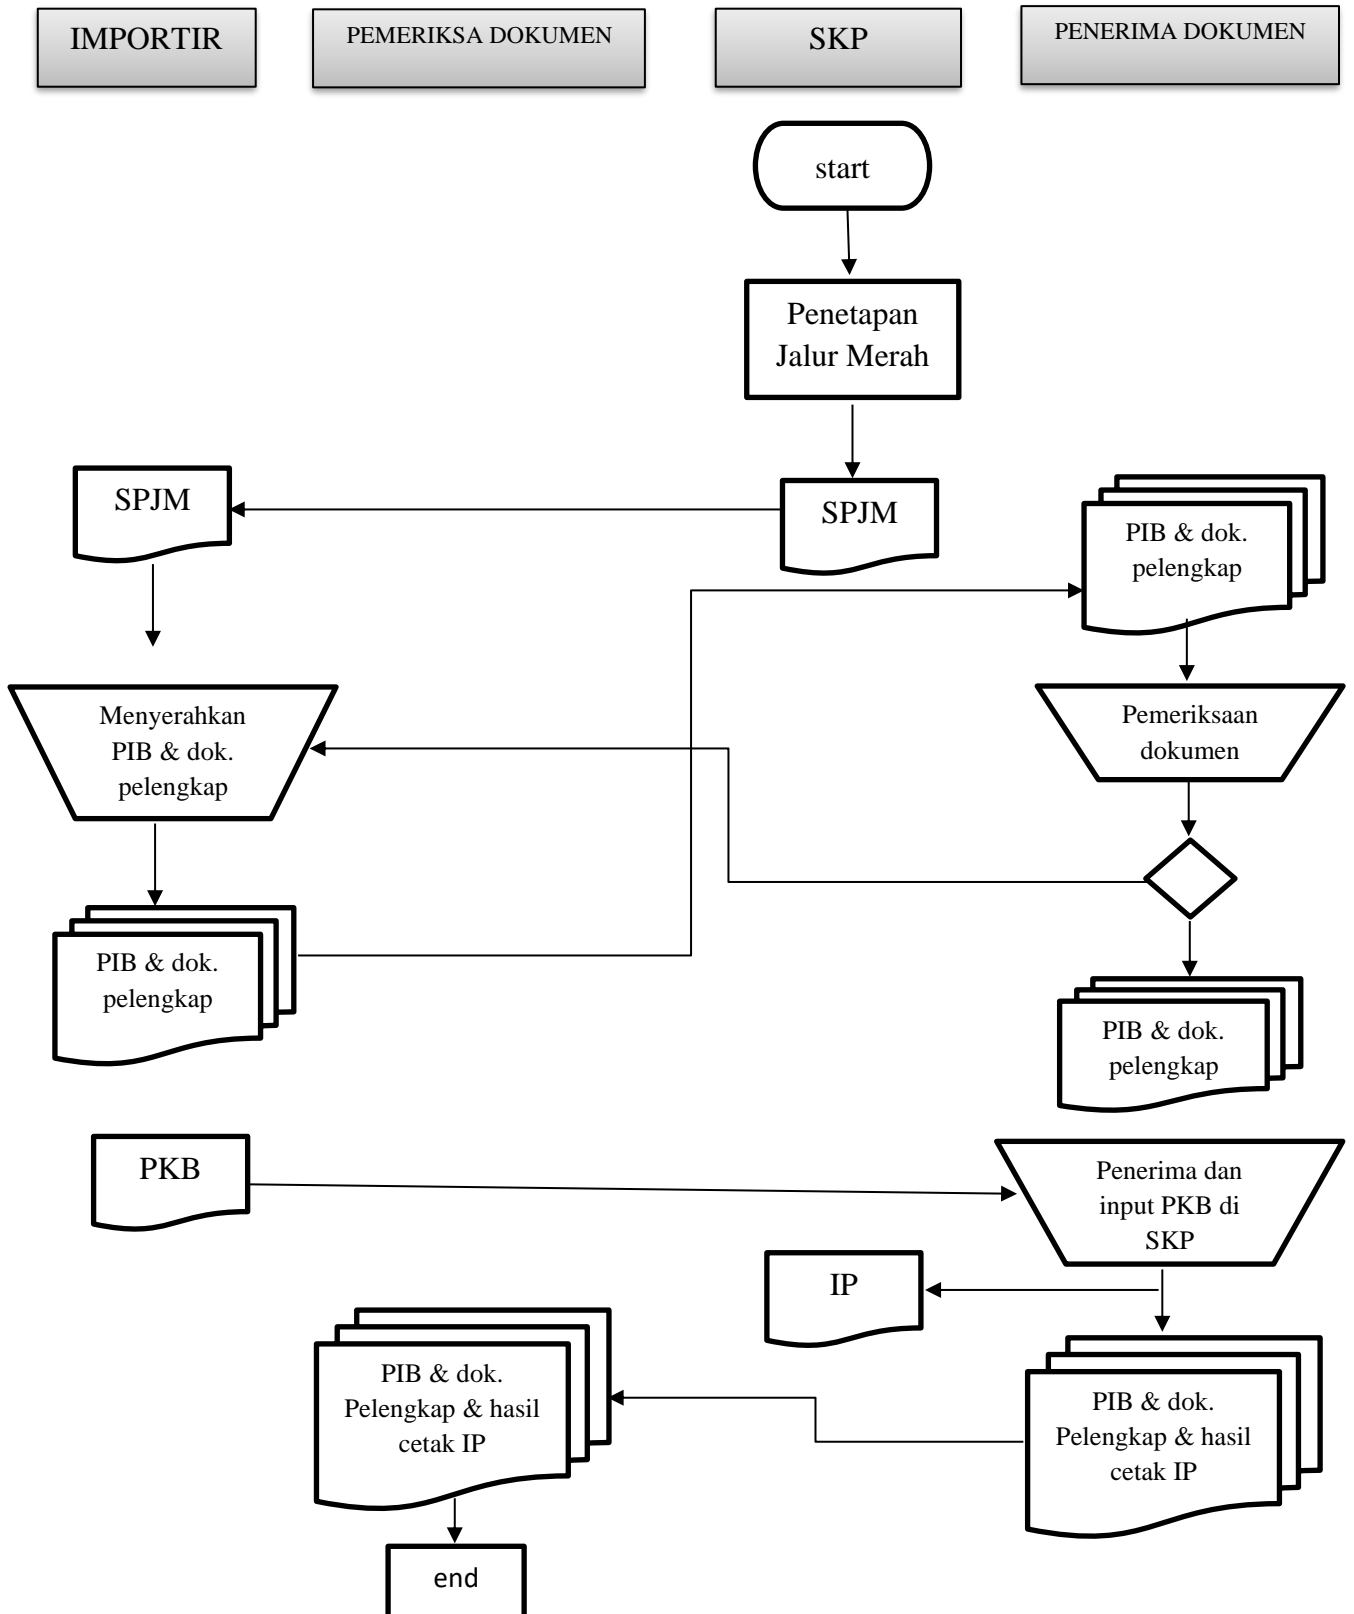 IMPORTIR
PEMERIKSA DOKUMEN
SKP
PENERIMA DOKUMEN
start
Penetapan
Jalur Merah
SPJM
SPJM
PIB & dok.
pelengkap
Menyerahkan
PIB & dok.
pelengkap
Pemeriksaan
dokumen
PIB & dok.
pelengkap
PIB & dok.
pelengkap
PKB
Penerima dan
input PKB di
SKP
IP
PIB & dok.
Pelengkap & hasil
cetak IP
PIB & dok.
Pelengkap & hasil
cetak IP
end